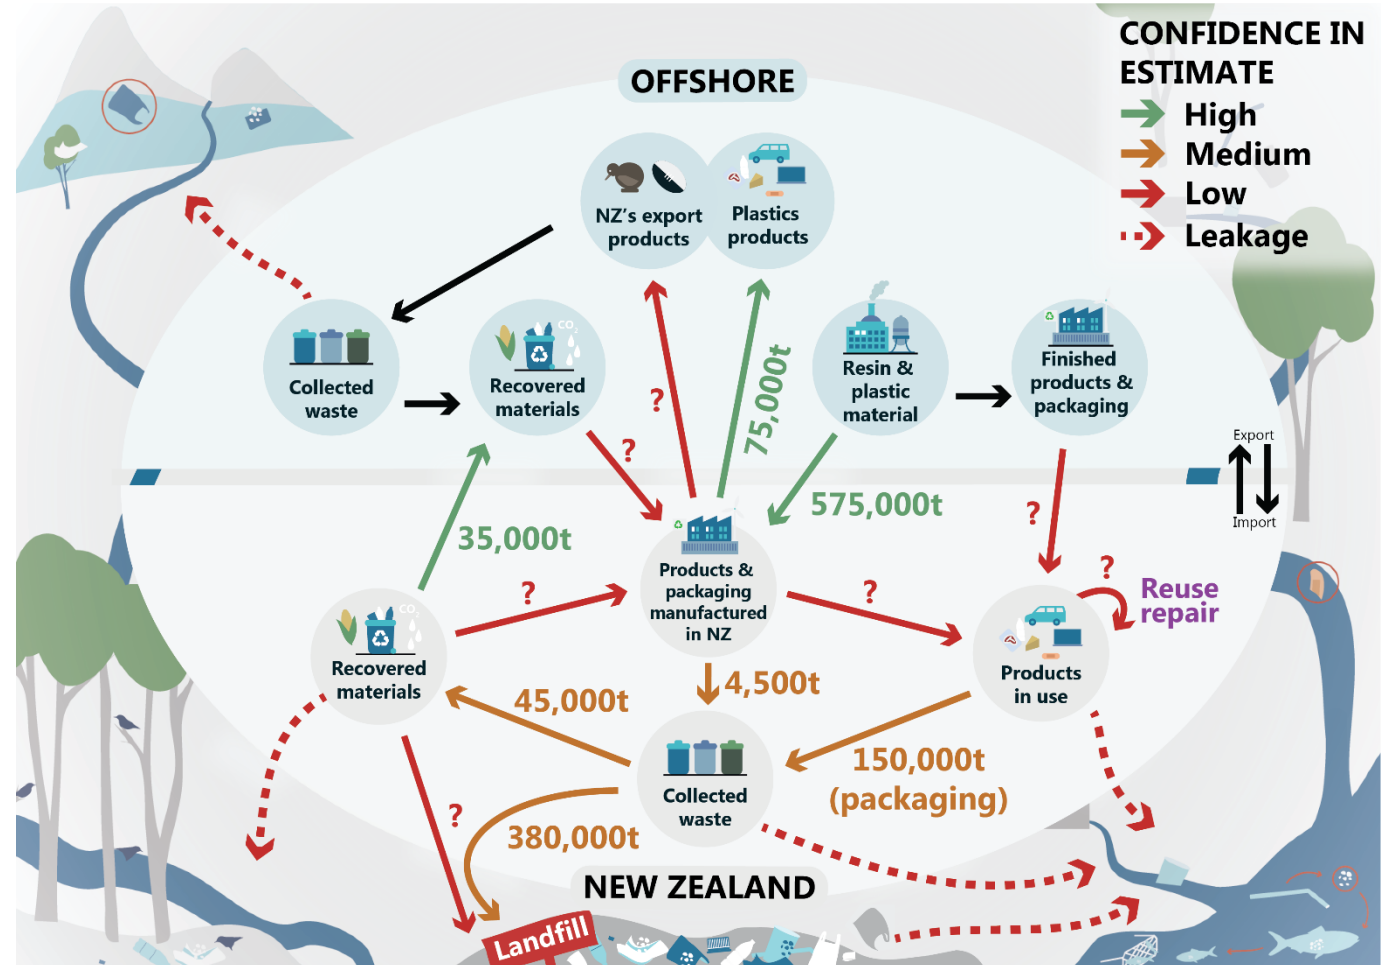 CONFIDENCE IN
ESTIMATE
High
Medium
Low
Leakage
OFFSHORE
NZ's export
products
Plastics
products
Collected
waste
CO2
Recovered
materials
Resin &
plastic
material
Finished
products &
packaging
?
?
75,000t
575,000t
?
Export
Import
35,000t
?
Products &
packaging
manufactured
in NZ
?
?
Reuse
repair
CO2
Recovered
materials
Products
in use
45,000t
4,500t
150,000t
(packaging)
Collected
waste
?
380,000t
NEW ZEALAND
Landfill